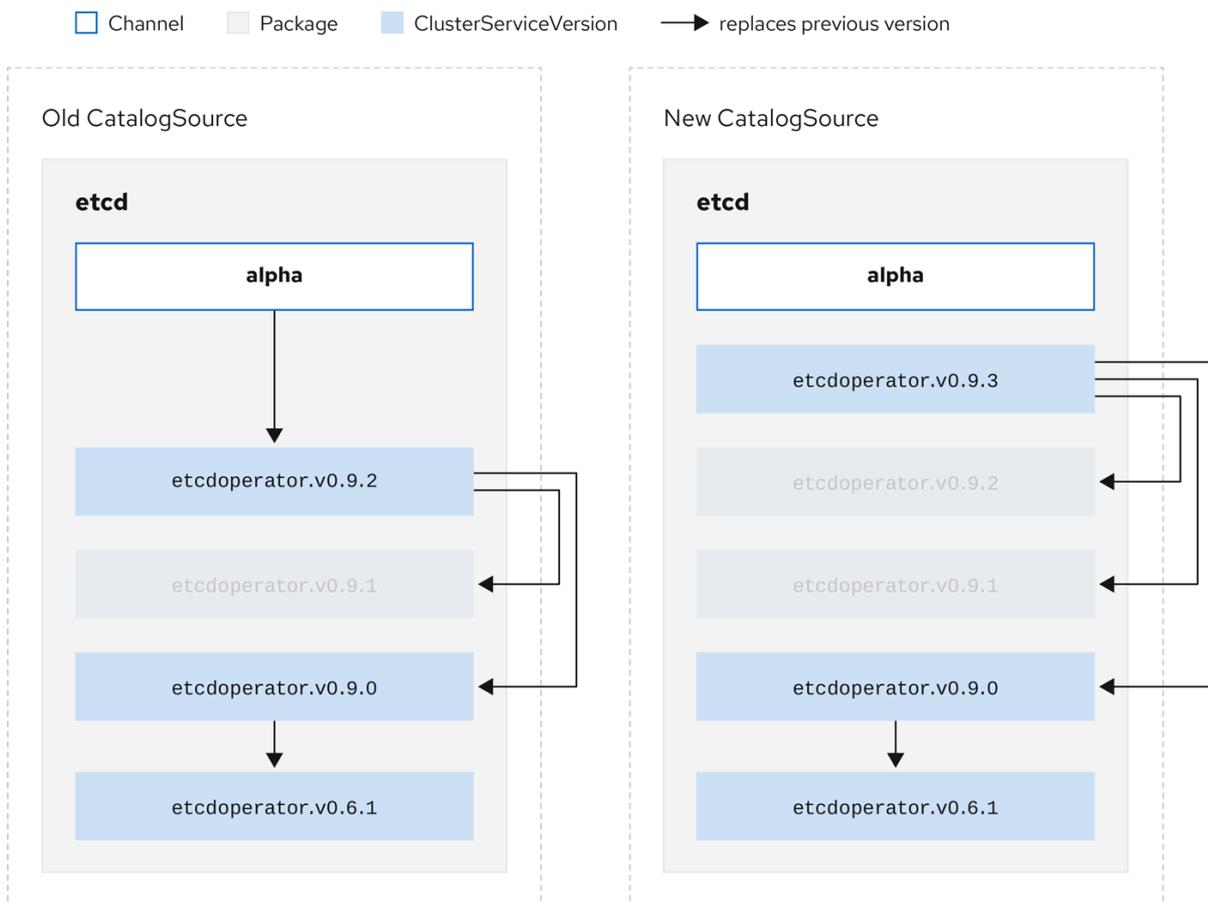 Channel Package ClusterServiceVersion replaces previous version
Old CatalogSource
etcd
alpha
etcdoperator.v0.9.2
etcdoperator.v0.9.1
etcdoperator.v0.9.0
etcdoperator.v0.6.1
New CatalogSource
etcd
alpha
etcdoperator.v0.9.3
etcdoperator.v0.9.2
etcdoperator.v0.9.1
etcdoperator.v0.9.0
etcdoperator.v0.6.1